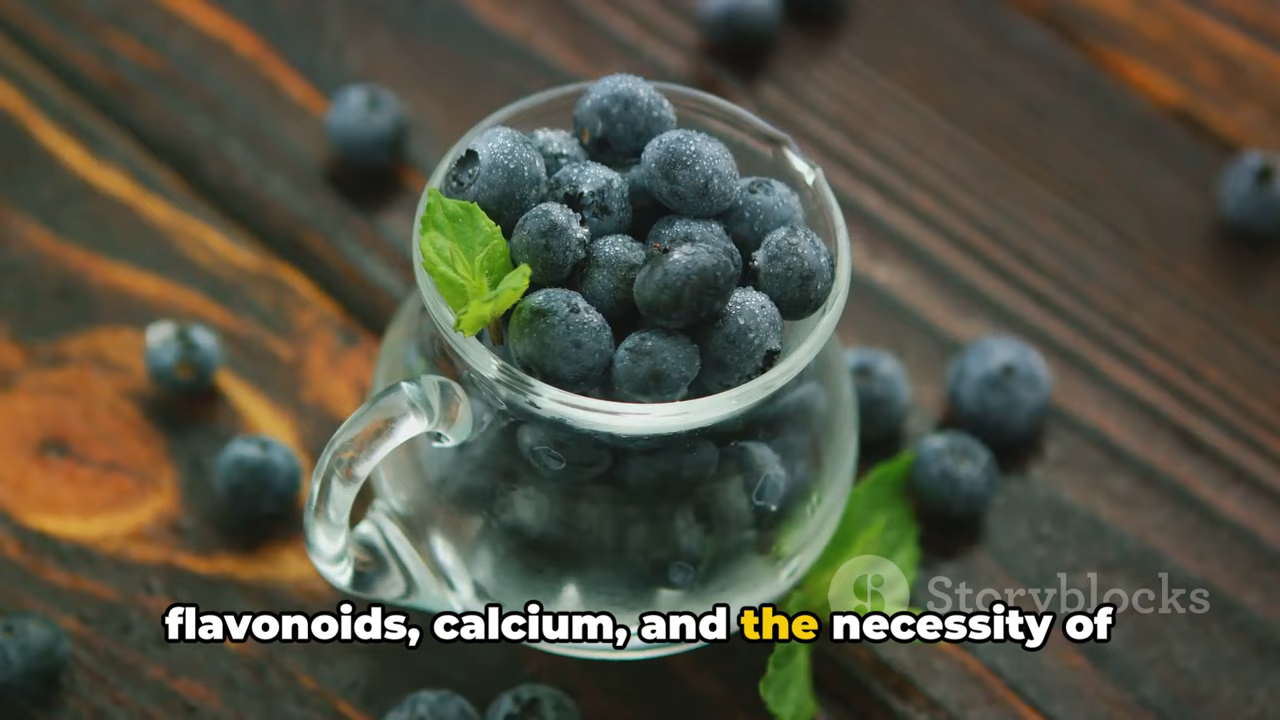 Storyblocks
flavonoids, calcium, and the necessity of